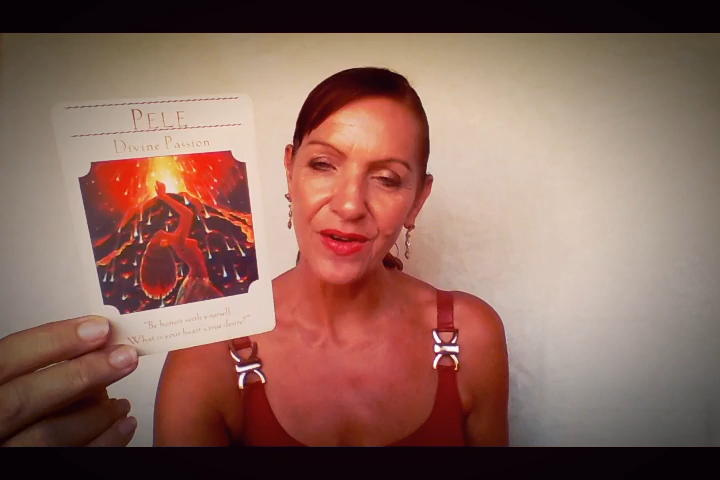 PELE
Divine Passion
"Be honest with yourself.
What is your heart's true desire?"